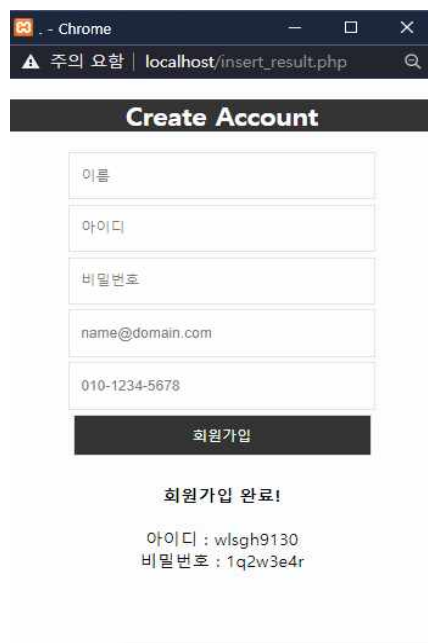 . - Chrome
주의 요함 | localhost/insert_result.php
Create Account
이름
아이디
비밀번호
name@domain.com
010-1234-5678
회원가입
회원가입 완료!
아이디 : wlsgh9130
비밀번호 : 1q2w3e4r